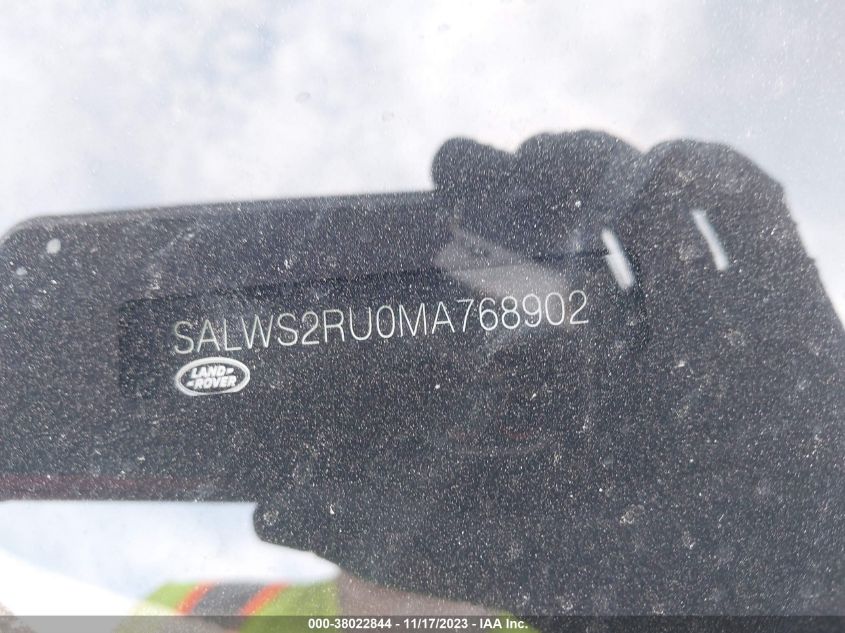 SALWS2RU0MA768902
LAND-
-ROVER
000-38022844 - 11/17/2023 - IAA Inc.